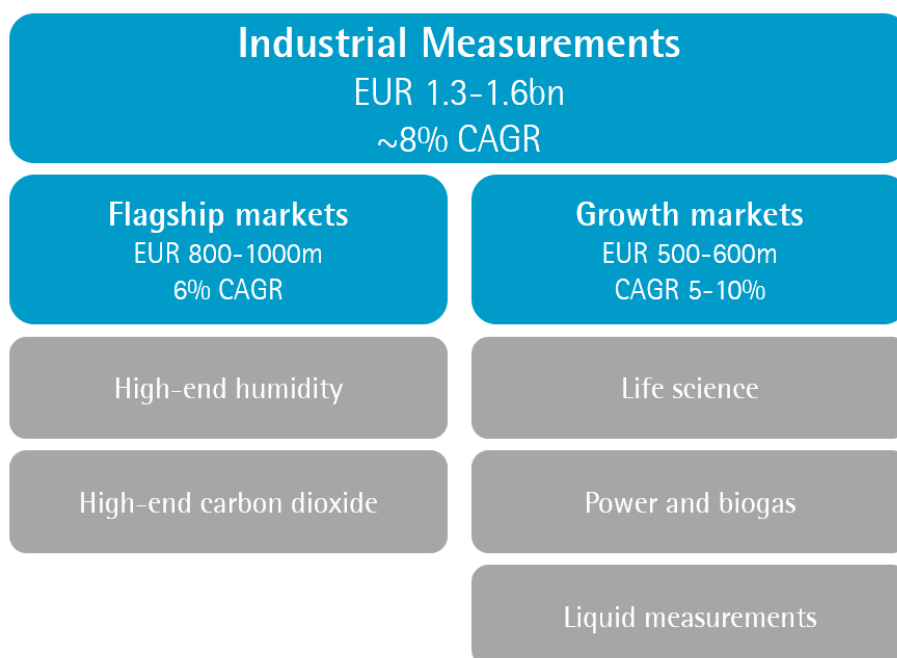 Industrial Measurements
EUR 1.3-1.6bn
~8% CAGR
Flagship markets
EUR 800-1000m
6% CAGR
High-end humidity
High-end carbon dioxide
Growth markets
EUR 500-600m
CAGR 5-10%
Life science
Power and biogas
Liquid measurements